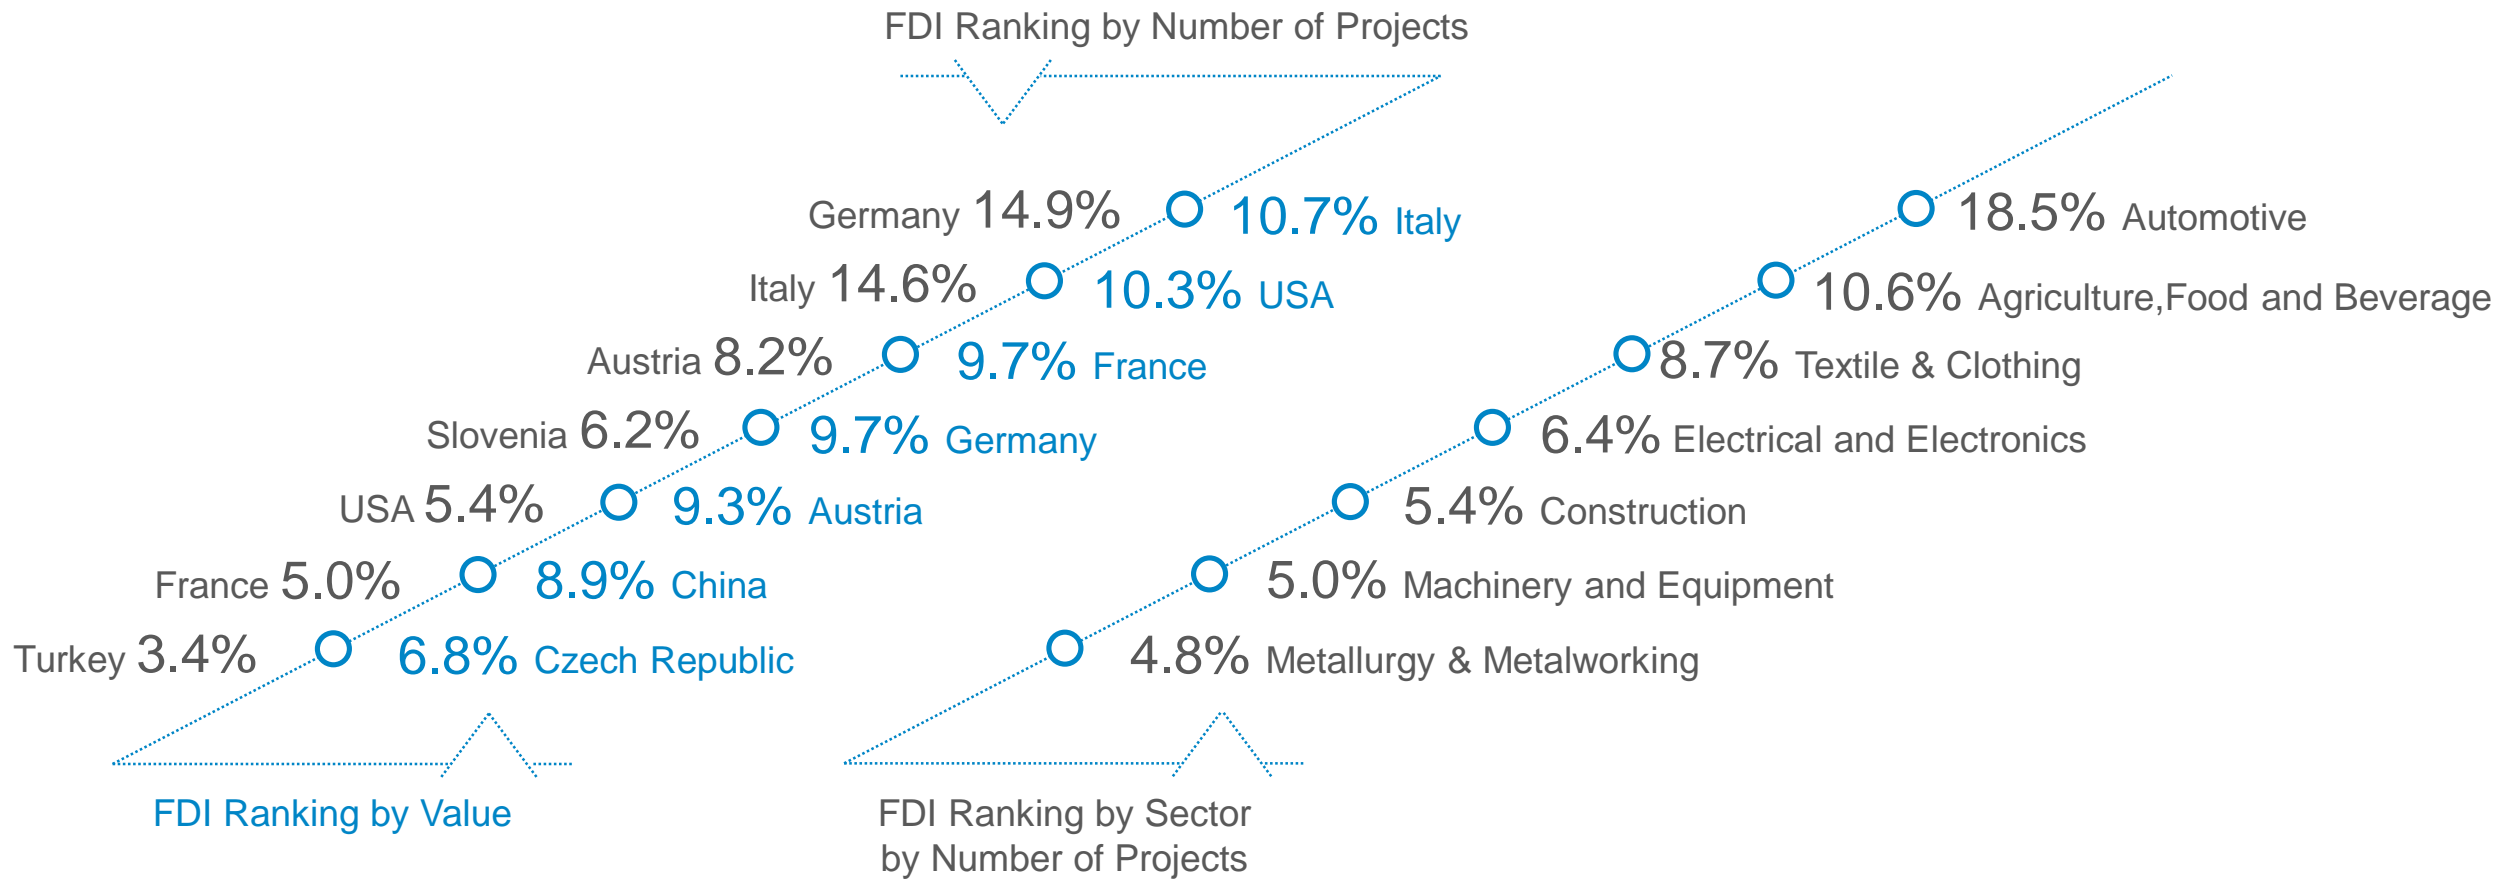 FDI Ranking by Number of Projects
Germany 14.9%
Italy 14.6%
Austria 8.2%
Slovenia 6.2%
USA 5.4%
France 5.0%
Turkey 3.4%
10.7% Italy
10.3% USA
9.7% France
9.7% Germany
9.3% Austria
8.9% China
6.8% Czech Republic
FDI Ranking by Value
18.5% Automotive
10.6% Agriculture,Food and Beverage
8.7% Textile & Clothing
6.4% Electrical and Electronics
5.4% Construction
5.0% Machinery and Equipment
4.8% Metallurgy & Metalworking
FDI Ranking by Sector
by Number of Projects